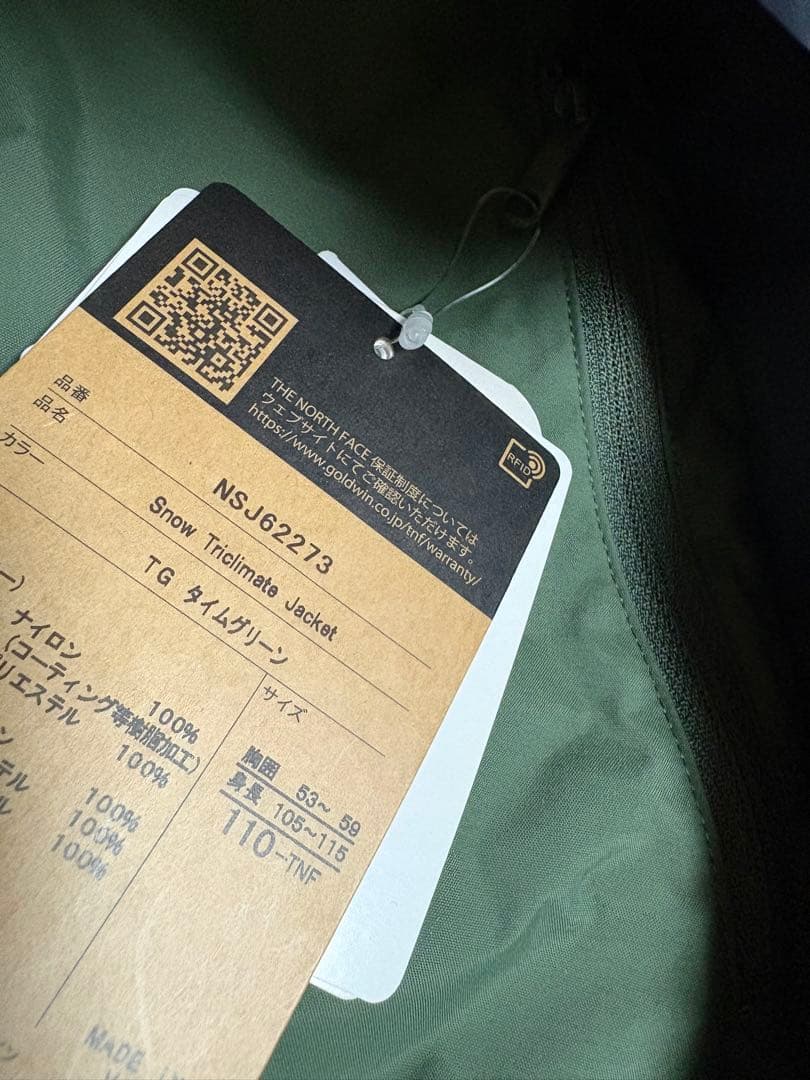 THE NORTH FACE 保証制度については
ウェブサイトにてご確認いただけます。
https://www.goldwin.co.jp/tnf/warranty/
RFID
品番
NSJ62273
品名
Snow Triclimate Jacket
カラー
TG タイムグリーン
ー)
ナイロン
100%
(コーティング等樹脂加工)
リエステル
100%
ン
100%
テル
100%
ル
100%
サイズ
胸囲 53～ 59
身長 105～115
110-TNF
MADE